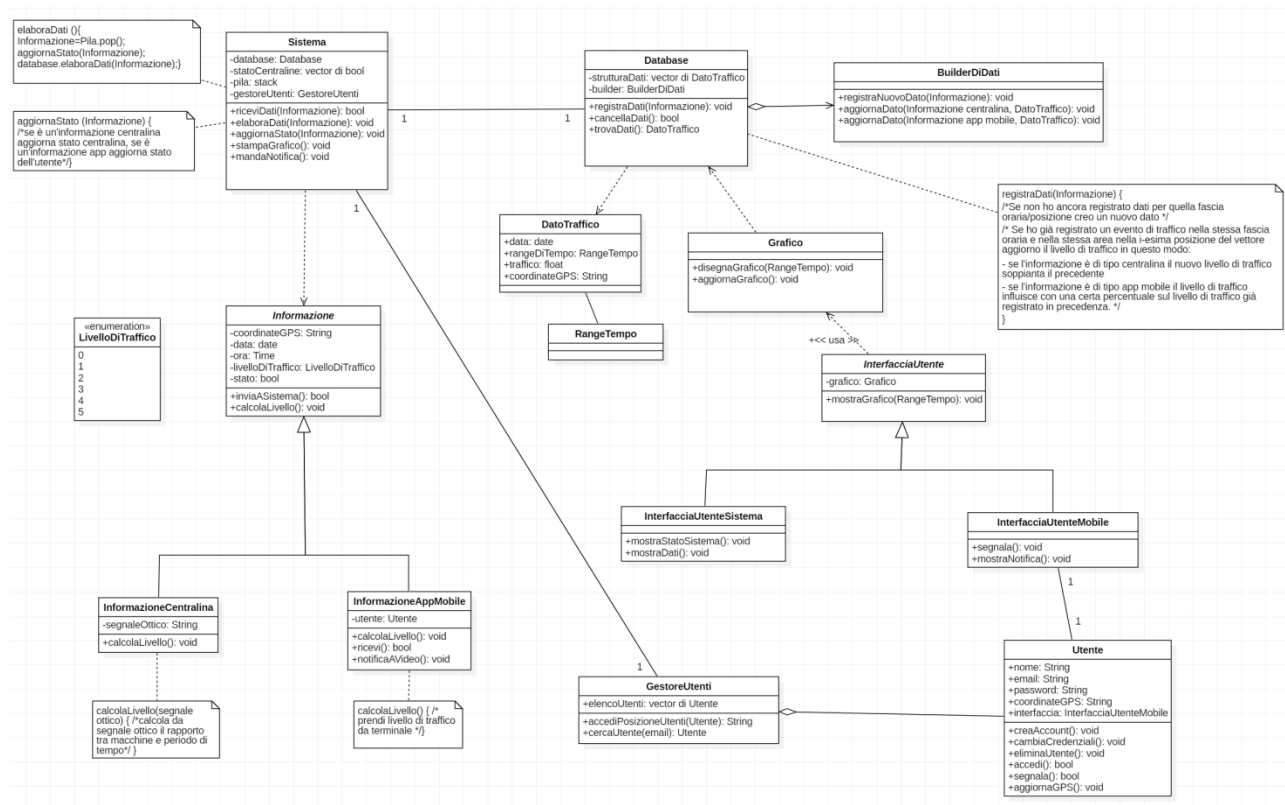 elaboraDati (){
Informazione=Pila.pop();
aggiornaStato(Informazione);
database.elaboraDati(Informazione);}
aggiornaStato (Informazione) {
/*se è un'informazione centralina
aggiorna stato centralina, se è
un'informazione app aggiorna stato
dell'utente*/}
Sistema
-database: Database
-statoCentraline: vector di bool
-pila: stack
-gestoreUtenti: GestoreUtenti
+riceviDati(Informazione): bool
+elaboraDati(Informazione): void
+aggiornaStato(Informazione): void
+stampaGrafico(): void
+mandaNotifica(): void
1
1
1
Database
-strutturaDati: vector di DatoTraffico
-builder: BuilderDiDati
+registraDati(Informazione): void
+cancellaDati(): bool
+trovaDati(): DatoTraffico
BuilderDiDati
+registraNuovoDato(Informazione): void
+aggiornaDato(Informazione centralina, DatoTraffico): void
+aggiornaDato(Informazione app mobile, DatoTraffico): void
registraDati(Informazione) {
/*Se non ho ancora registrato dati per quella fascia
oraria/posizione creo un nuovo dato */
/* Se ho già registrato un evento di traffico nella stessa fascia
oraria e nella stessa area nella i-esima posizione del vettore
aggiorno il livello di traffico in questo modo:
- se l'informazione è di tipo centralina il nuovo livello di traffico
soppianta il precedente
- se l'informazione è di tipo app mobile il livello di traffico
influisce con una certa percentuale sul livello di traffico già
registrato in precedenza. */
}
DatoTraffico
+data: date
+rangeDiTempo: RangeTempo
+traffico: float
+coordinateGPS: String
Grafico
+disegnaGrafico(RangeTempo): void
+aggiornaGrafico(): void
RangeTempo
«enumeration»
LivelloDiTraffico
0
1
2
3
4
5
Informazione
-coordinateGPS: String
-data: date
-ora: Time
-livelloDiTraffico: LivelloDiTraffico
-stato: bool
+inviaASistema(): bool
+calcolaLivello(): void
+<< usa >>
InterfacciaUtente
-grafico: Grafico
+mostraGrafico(RangeTempo): void
InterfacciaUtenteSistema
+mostraStatoSistema(): void
+mostraDati(): void
InterfacciaUtenteMobile
+segnala(): void
+mostraNotifica(): void
1
1
InformazioneCentralina
-segnaleOttico: String
+calcolaLivello(): void
InformazioneAppMobile
-utente: Utente
+calcolaLivello(): void
+ricevi(): bool
+notificaAVideo(): void
calcolaLivello(segnale
ottico) { /*calcola da
segnale ottico il rapporto
tra macchine e periodo di
tempo*/ }
calcolaLivello() { /*
prendi livello di traffico
da terminale */}
1
GestoreUtenti
+elencoUtenti: vector di Utente
+accediPosizioneUtenti(Utente): String
+cercaUtente(email): Utente
Utente
+nome: String
+email: String
+password: String
+coordinateGPS: String
+interfaccia: InterfacciaUtenteMobile
+creaAccount(): void
+cambiaCredenziali(): void
+eliminaUtente(): void
+accedi(): bool
+segnala(): bool
+aggiornaGPS(): void